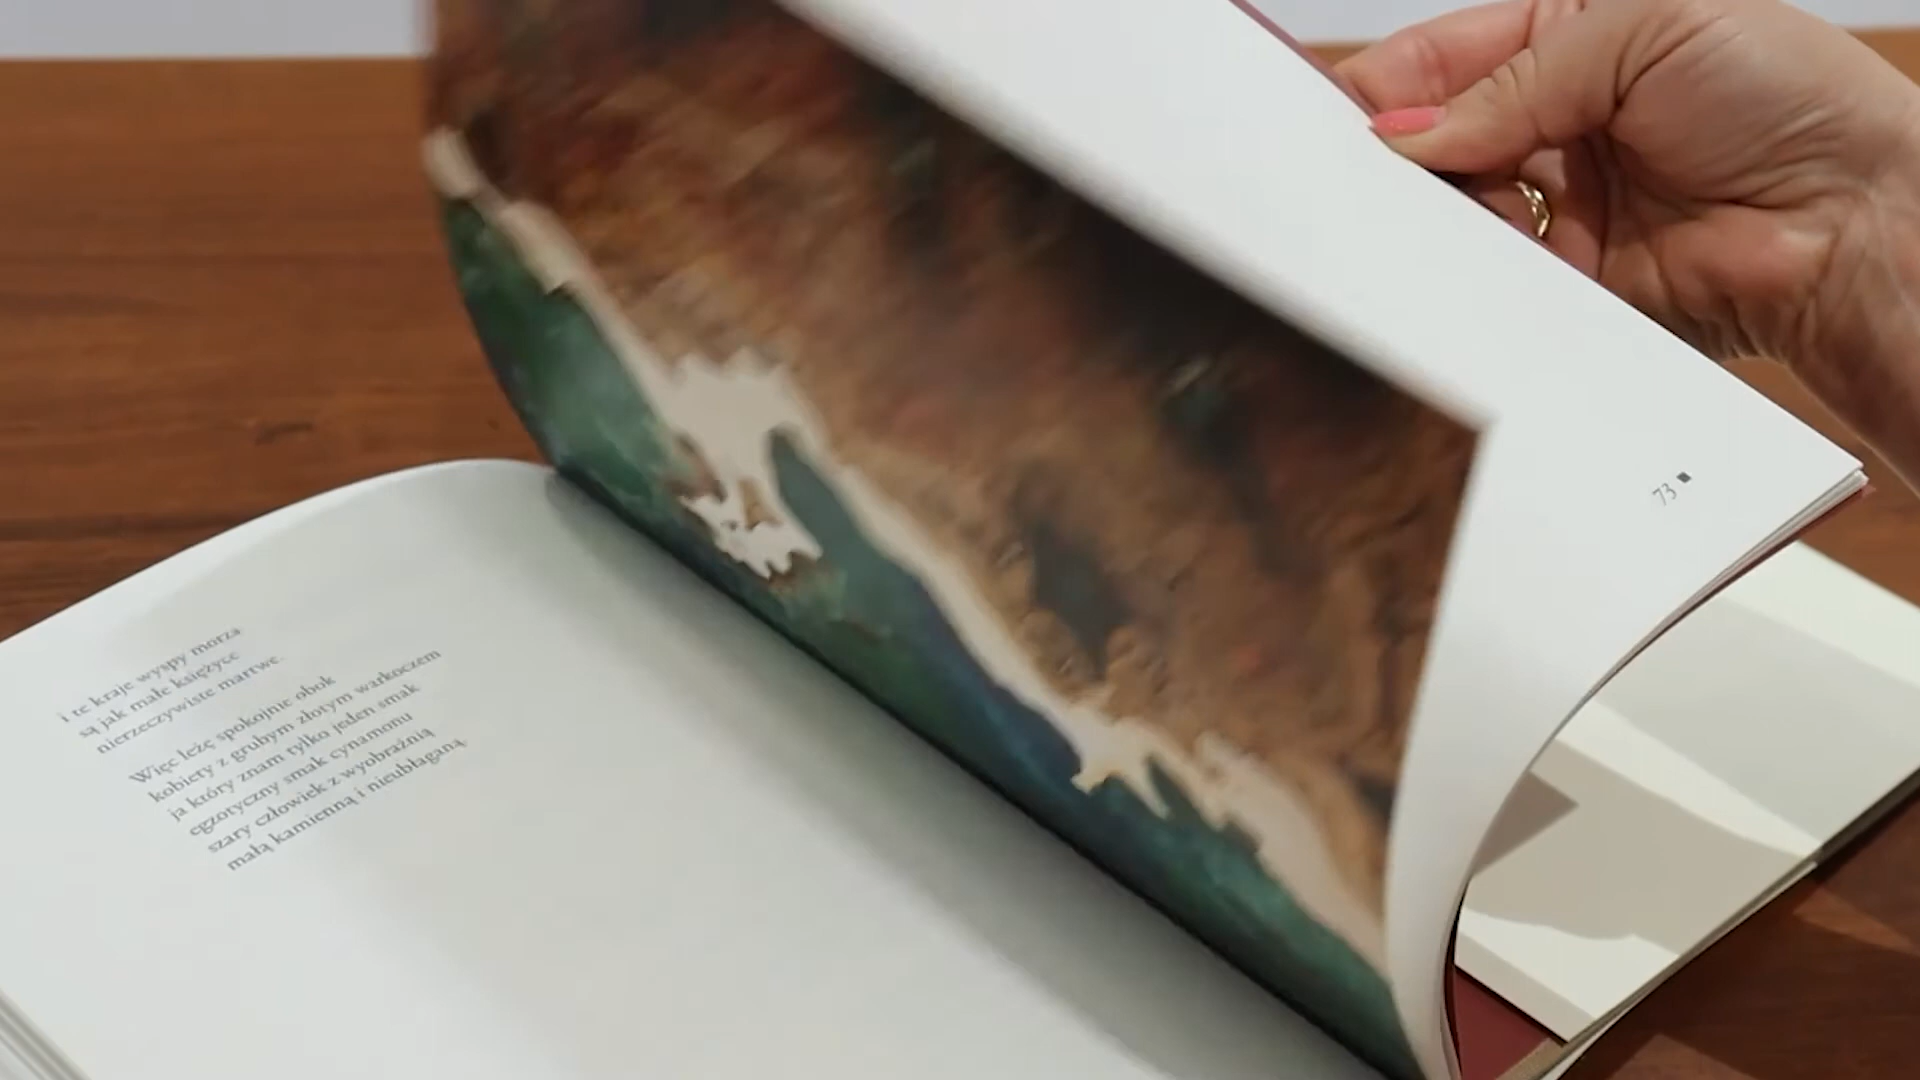 i te kraje wyspy morza
są jak małe księżyce
nierzeczywiste martwe.
Więc leżę spokojnie obok
kobiety z grubym złotym warkoczem
ja który znam tylko jeden smak
egzotyczny smak cynamonu
szary człowiek z wyobraźnią
małą kamienną i nieubłaganą
73